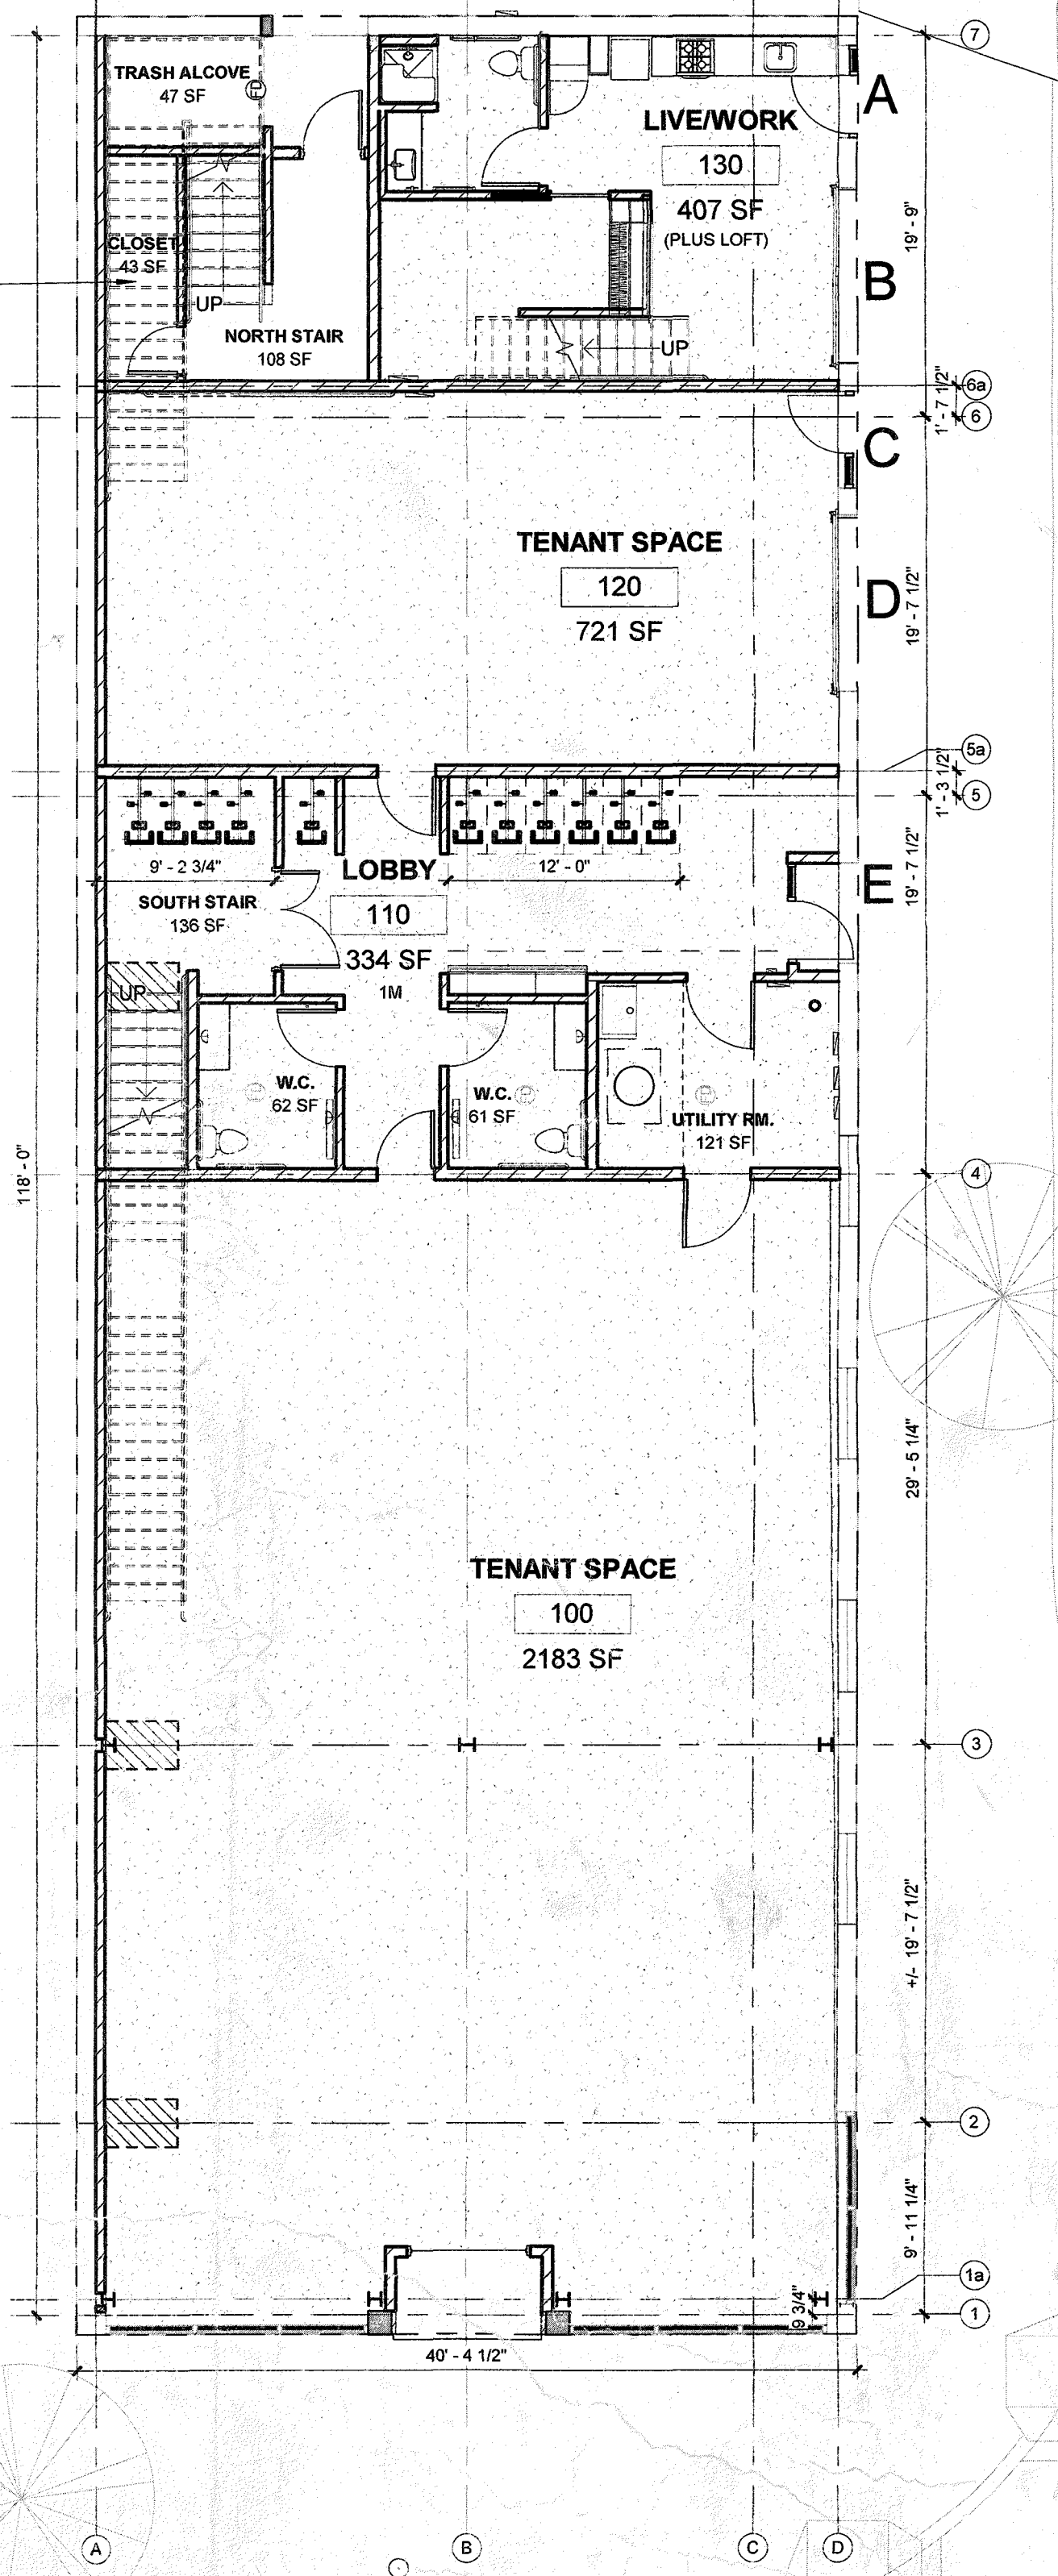 7
TRASH ALCOVE
47 SF
FD
A
LIVE/WORK
130
407 SF
(PLUS LOFT)
19' - 9"
CLOSET
43 SF
B
UP
NORTH STAIR
108 SF
UP
6a
1' - 7 1/2"
6
C
TENANT SPACE
120
721 SF
D
19' - 7 1/2"
5a
1' - 3 1/2"
5
9' - 2 3/4"
LOBBY
12' - 0"
E
19' - 7 1/2"
SOUTH STAIR
136 SF
110
334 SF
1M
UP
W.C.
62 SF
W.C.
61 SF
UTILITY RM.
121 SF
118' - 0"
4
29' - 5 1/4"
TENANT SPACE
100
2183 SF
3
+/- 19' - 7 1/2"
2
9' - 11 1/4"
1a
9 3/4"
1
40' - 4 1/2"
A
B
C
D